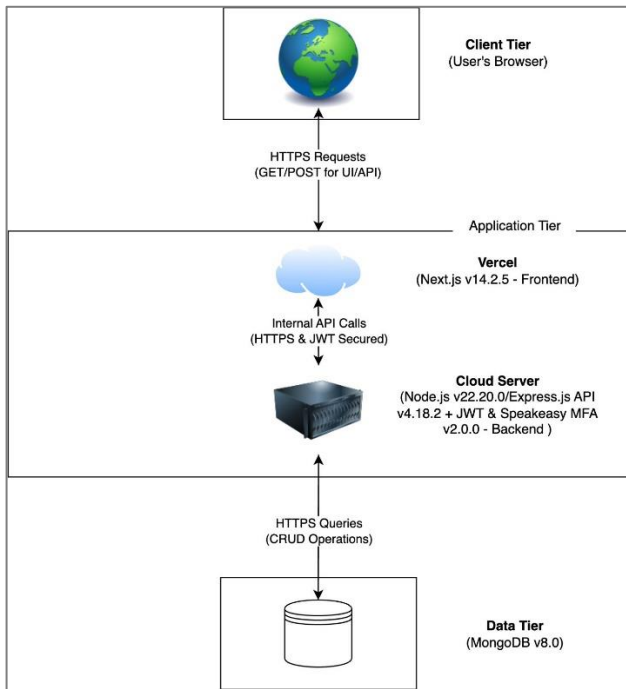 Client Tier
(User's Browser)
HTTPS Requests
(GET/POST for UI/API)
Application Tier
Vercel
(Next.js v14.2.5 - Frontend)
Internal API Calls
(HTTPS & JWT Secured)
Cloud Server
(Node.js v22.20.0/Express.js API
v4.18.2 + JWT & Speakeasy MFA
v2.0.0 - Backend )
HTTPS Queries
(CRUD Operations)
Data Tier
(MongoDB v8.0)